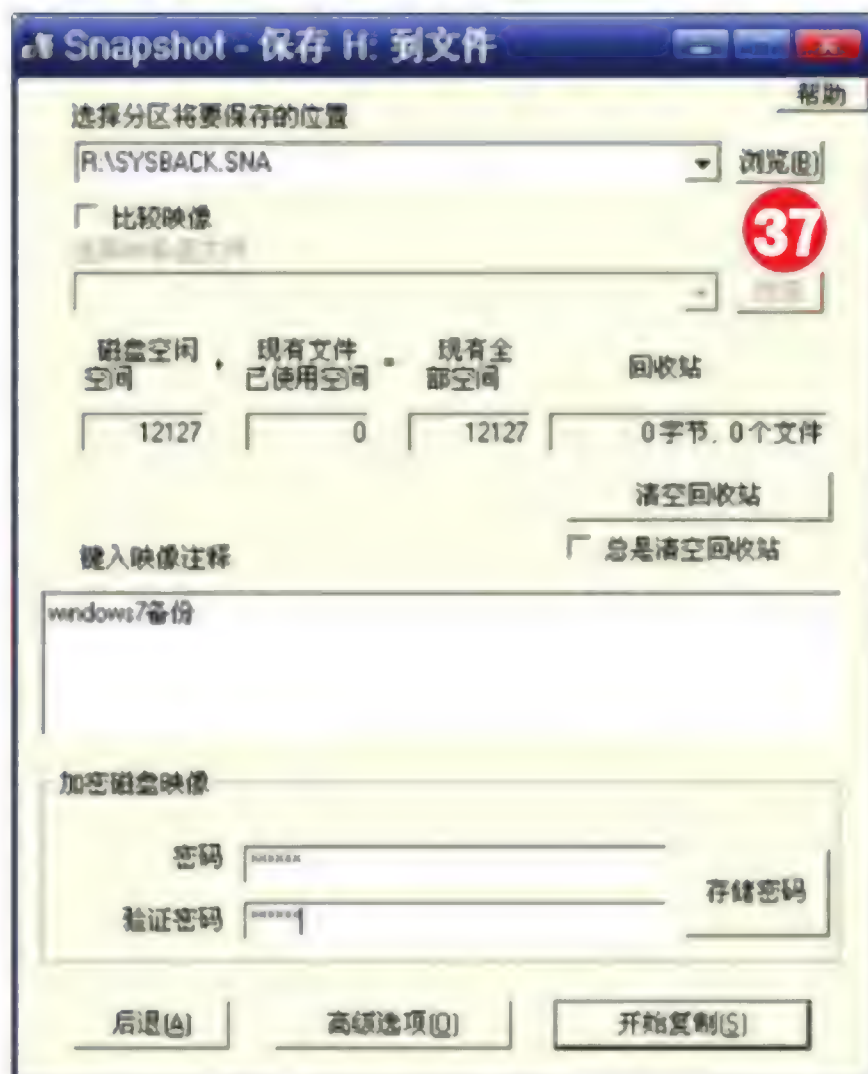 Snapshot - 保存 H: 到文件
帮助
选择分区将要保存的位置
R:\SYSBACK.SNA
浏览(B)
比较映像
37
磁盘空闲空间 + 现有文件已使用空间 = 现有全部空间
回收站
12127 0 12127 0字节, 0个文件
清空回收站
总是清空回收站
键入映像注释
windows7备份
加密磁盘映像
密码 ******
验证密码 ******
存储密码
后退(A) 高级选项(O) 开始复制(S)